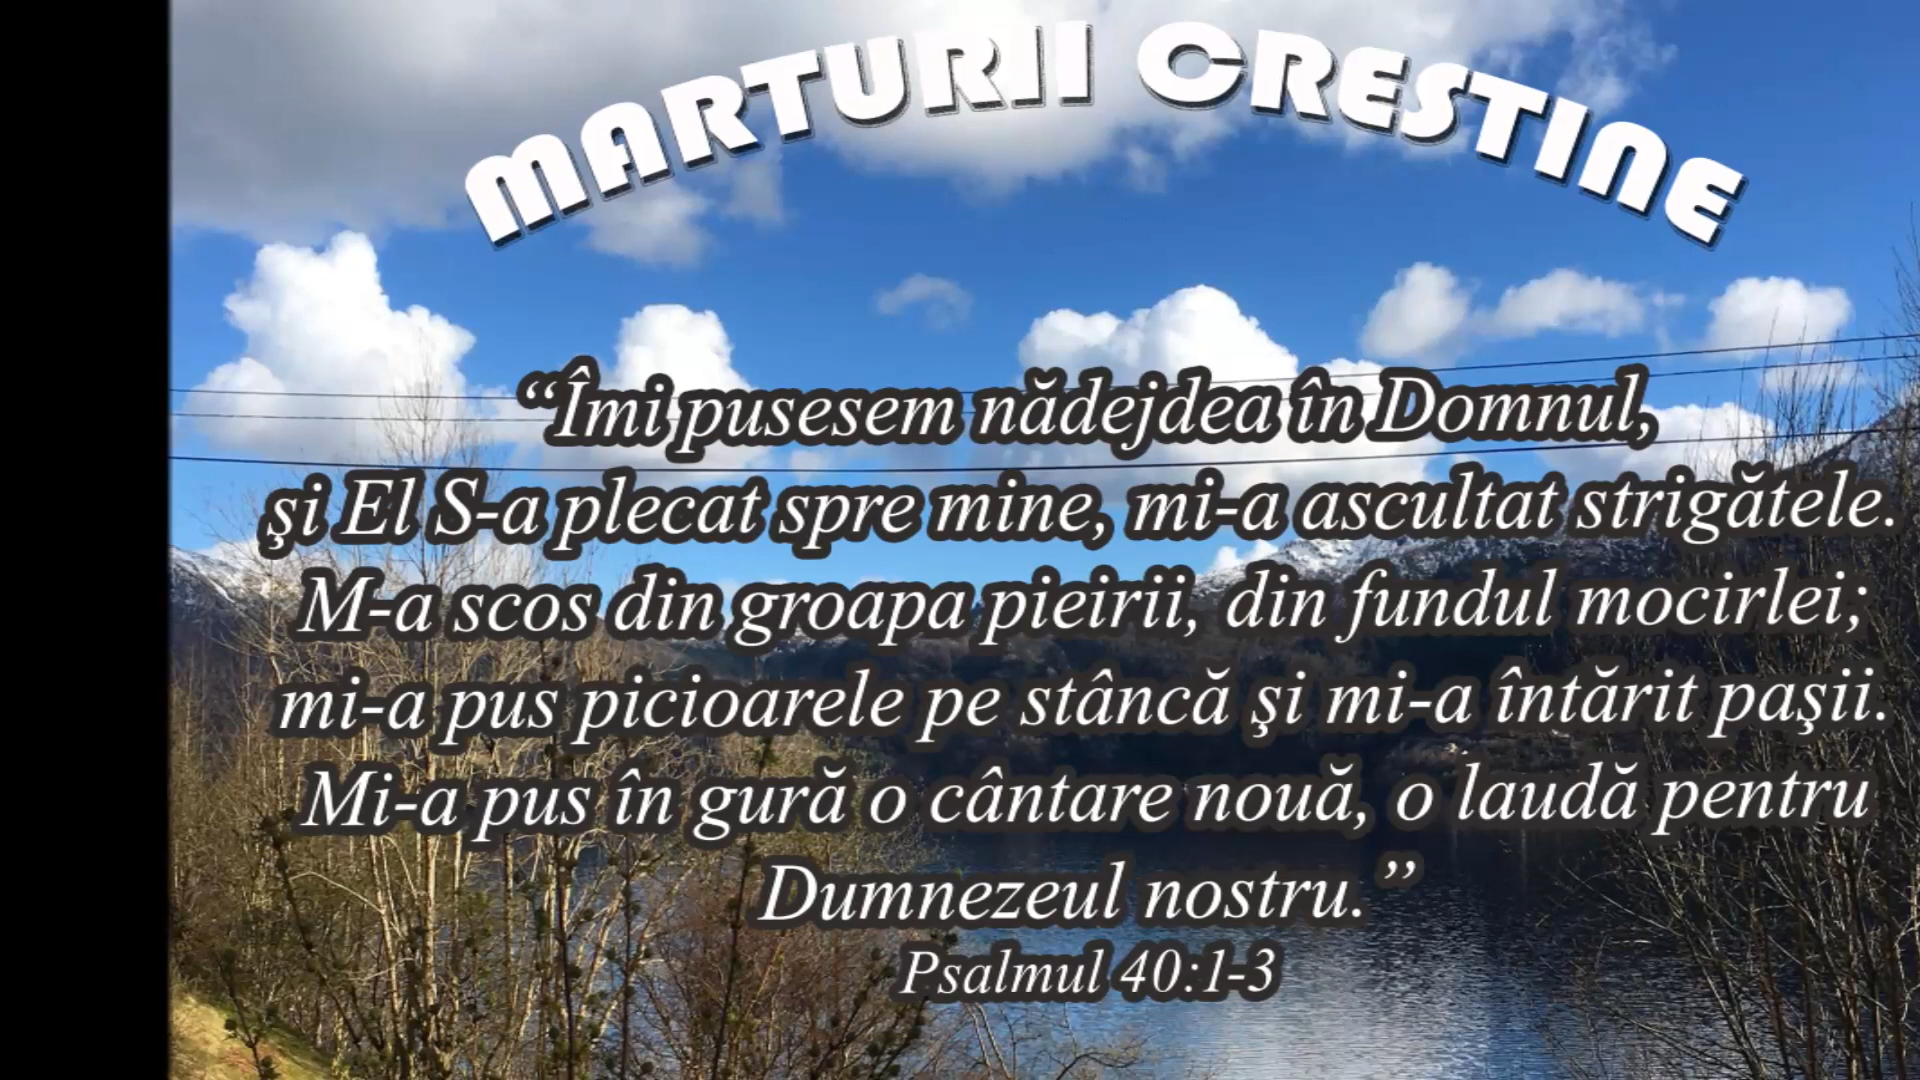 MARTURII CRESTINE
“Îmi pusesem nădejdea în Domnul,
şi El S-a plecat spre mine, mi-a ascultat strigătele.
M-a scos din groapa pieirii, din fundul mocirlei;
mi-a pus picioarele pe stâncă şi mi-a întărit paşii.
Mi-a pus în gură o cântare nouă, o laudă pentru
Dumnezeul nostru.”
Psalmul 40:1-3